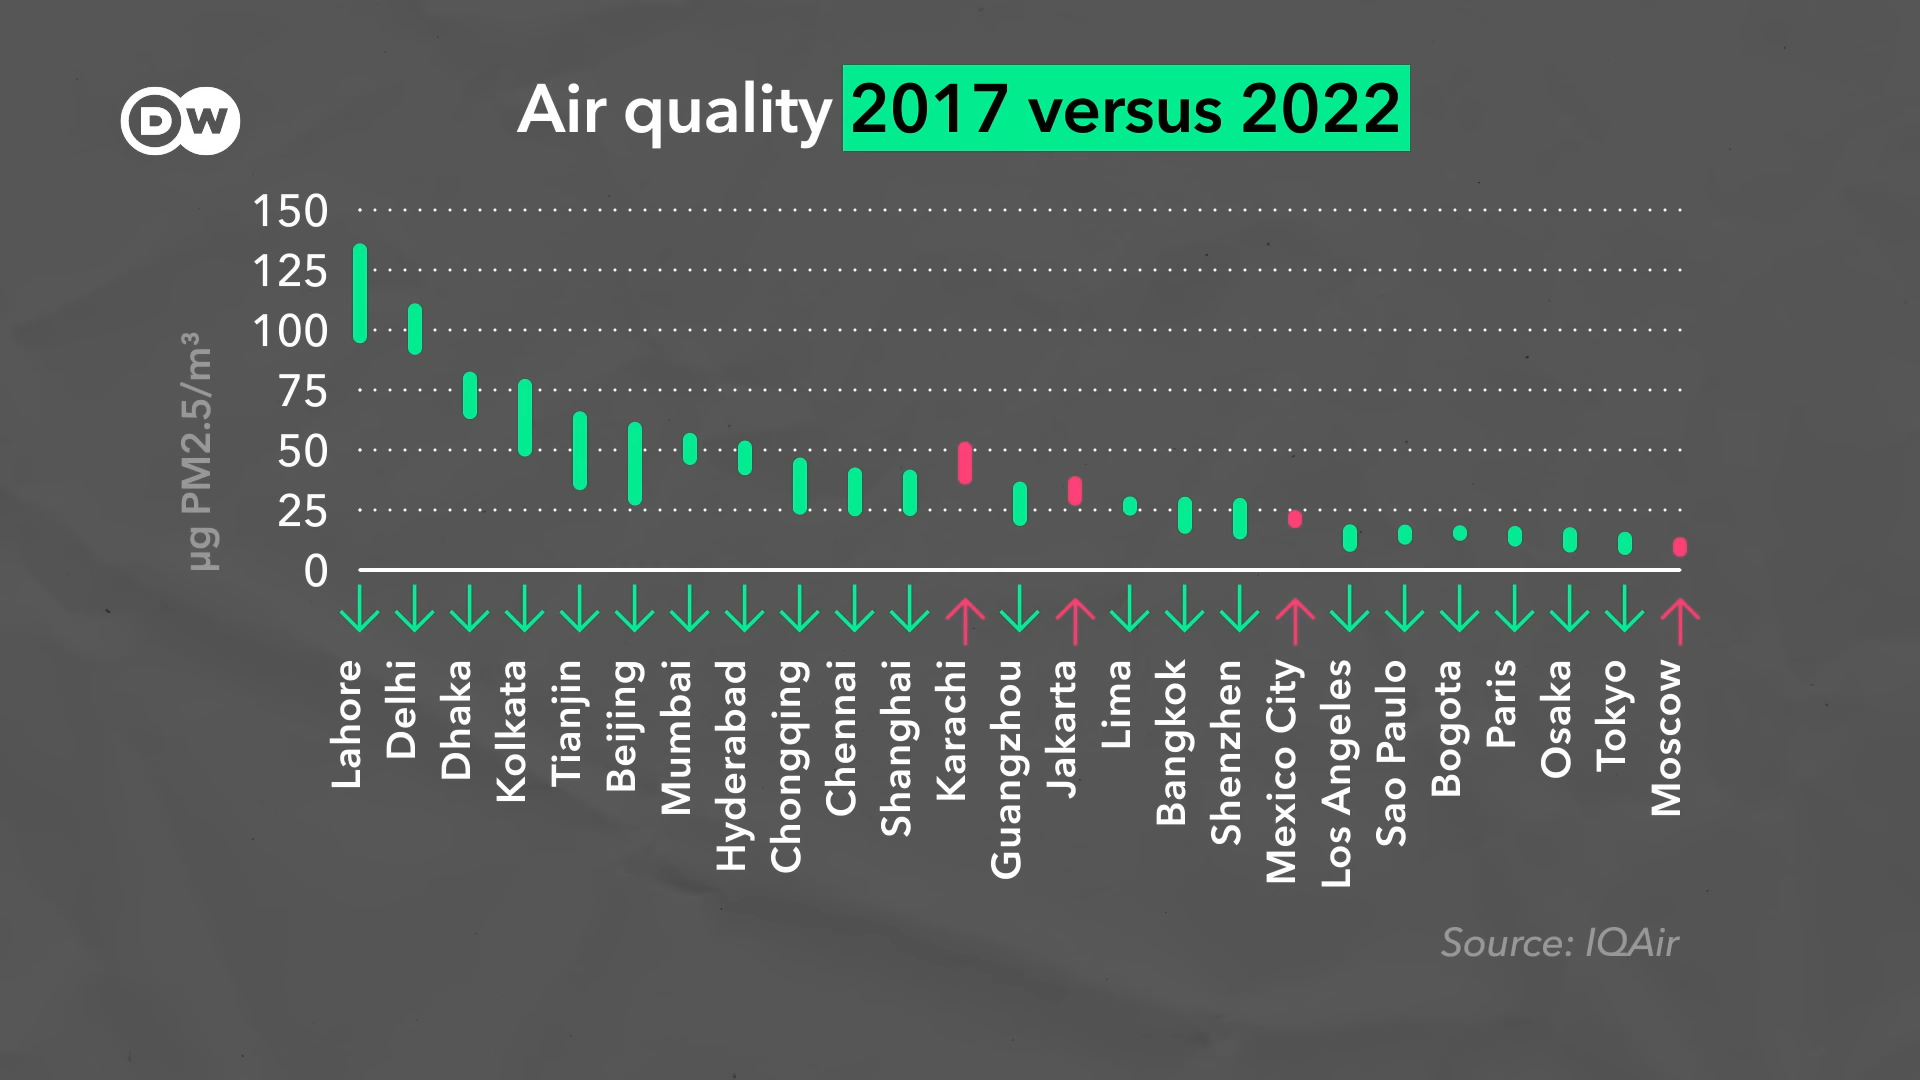 DW
Air quality 2017 versus 2022
150
125
100
75
50
25
0
µg PM2.5/m³
Lahore
Delhi
Dhaka
Kolkata
Tianjin
Beijing
Mumbai
Hyderabad
Chongqing
Chennai
Shanghai
Karachi
Guangzhou
Jakarta
Lima
Bangkok
Shenzhen
Mexico City
Los Angeles
Sao Paulo
Bogota
Paris
Osaka
Tokyo
Moscow
Source: IQAir